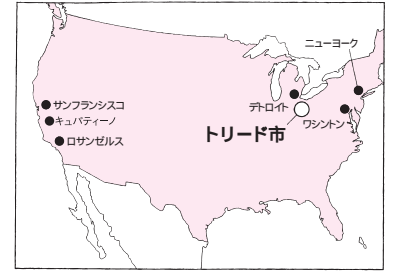 ニューヨーク
サンフランシスコ
デトロイト
キュパティーノ
ワシントン
トリード市
ロサンゼルス